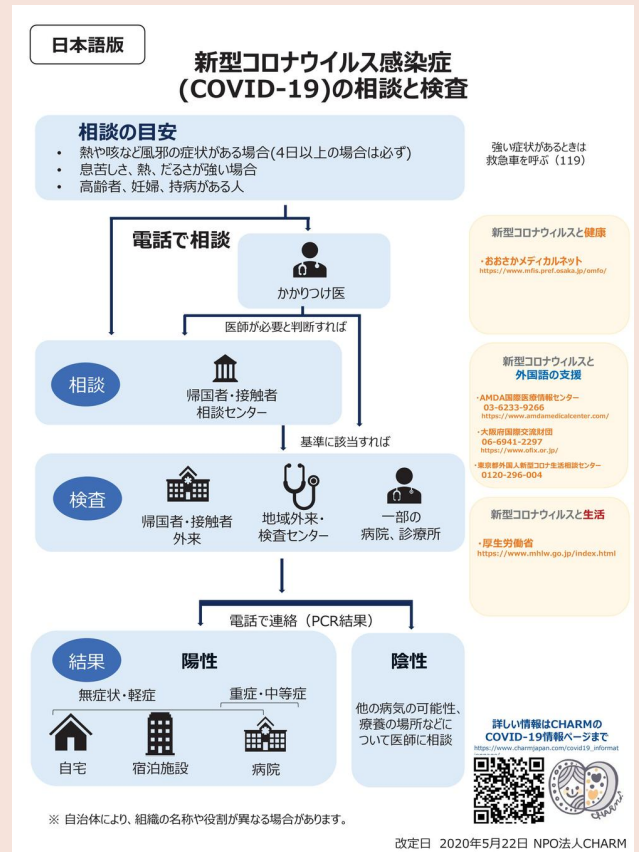 日本語版
新型コロナウイルス感染症
(COVID-19)の相談と検査
相談の目安
• 熱や咳など風邪の症状がある場合(4日以上の場合は必ず)
• 息苦しさ、熱、だるさが強い場合
• 高齢者、妊婦、持病がある人
強い症状があるときは
救急車を呼ぶ（119）
電話で相談
かかりつけ医
医師が必要と判断すれば
相談
帰国者・接触者
相談センター
基準に該当すれば
検査
帰国者・接触者
外来
地域外来・
検査センター
一部の
病院、診療所
電話で連絡（PCR結果）
結果
陽性
無症状・軽症
重症・中等症
自宅
宿泊施設
病院
陰性
他の病気の可能性、
療養の場所などに
ついて医師に相談
新型コロナウィルスと健康
・おおさかメディカルネット
https://www.mfis.pref.osaka.jp/omfo/
新型コロナウィルスと
外国語の支援
・AMDA国際医療情報センター
03-6233-9266
https://www.amdamedicalcenter.com/
・大阪府国際交流財団
06-6941-2297
https://www.ofix.or.jp/
・東京都外国人新型コロナ生活相談センター
0120-296-004
新型コロナウィルスと生活
・厚生労働省
https://www.mhlw.go.jp/index.html
詳しい情報はCHARMの
COVID-19情報ページまで
https://www.charmjapan.com/covid19_informat
charm
※ 自治体により、組織の名称や役割が異なる場合があります。
改定日 2020年5月22日 NPO法人CHARM